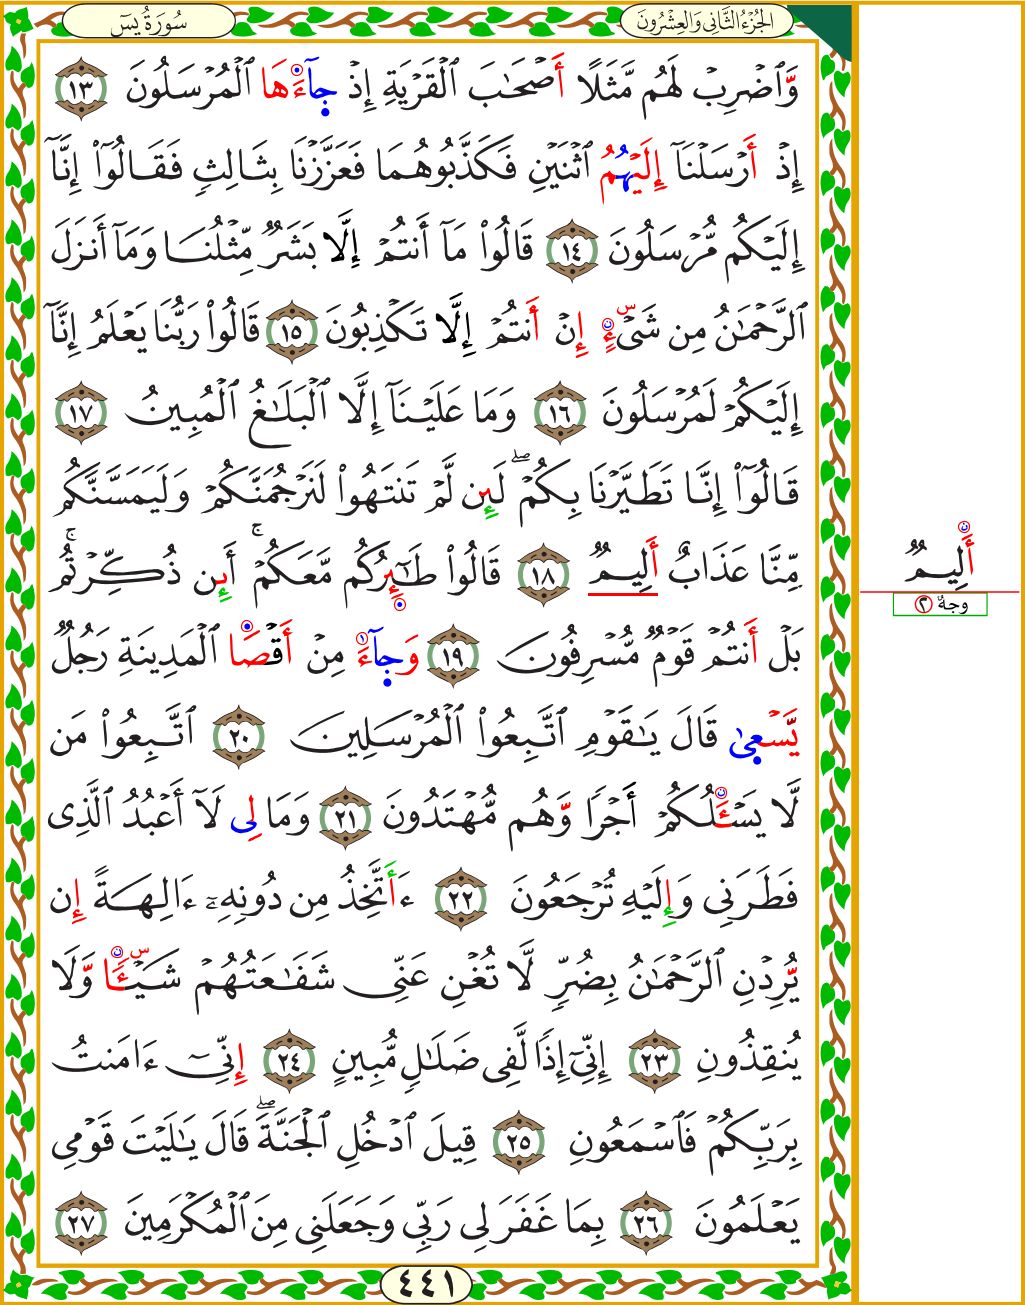 الجُزْءُ الثَّانِي وَالعِشْرُونَ
سُورَةُ يسٓ
وَّٱضۡرِبۡ لَهُم مَّثَلًا أَصۡحَٰبَ ٱلۡقَرۡيَةِ إِذۡ جَآءَهَا ٱلۡمُرۡسَلُونَ ١٣
إِذۡ أَرۡسَلۡنَآ إِلَيۡهُمُ ٱثۡنَيۡنِ فَكَذَّبُوهُمَا فَعَزَّزۡنَا بِثَالِثٖ فَقَالُوٓاْ إِنَّآ
إِلَيۡكُم مُّرۡسَلُونَ ١٤ قَالُواْ مَآ أَنتُمۡ إِلَّا بَشَرٞ مِّثۡلُنَا وَمَآ أَنزَلَ
ٱلرَّحۡمَٰنُ مِن شَيۡءٍ إِنۡ أَنتُمۡ إِلَّا تَكۡذِبُونَ ١٥ قَالُواْ رَبُّنَا يَعۡلَمُ إِنَّآ
إِلَيۡكُمۡ لَمُرۡسَلُونَ ١٦ وَمَا عَلَيۡنَآ إِلَّا ٱلۡبَلَٰغُ ٱلۡمُبِينُ ١٧
قَالُوٓاْ إِنَّا تَطَيَّرۡنَا بِكُمۡۖ لَئِن لَّمۡ تَنتَهُواْ لَنَرۡجُمَنَّكُمۡ وَلَيَمَسَّنَّكُم
مِّنَّا عَذَابٌ أَلِيمٞ ١٨ قَالُواْ طَٰٓئِرُكُم مَّعَكُمۡۚ أَئِن ذُكِّرۡتُمۚ
بَلۡ أَنتُمۡ قَوۡمٞ مُّسۡرِفُونَ ١٩ وَجَآءَ مِنۡ أَقۡصَا ٱلۡمَدِينَةِ رَجُلٞ
يَّسۡعىٰ قَالَ يَٰقَوۡمِ ٱتَّبِعُواْ ٱلۡمُرۡسَلِينَ ٢٠ ٱتَّبِعُواْ مَن
لَّا يَسۡـَٔلُكُمۡ أَجۡرٗا وَّهُم مُّهۡتَدُونَ ٢١ وَمَا لِى لَآ أَعۡبُدُ ٱلَّذِى
فَطَرَنِى وَإِلَيۡهِ تُرۡجَعُونَ ٢٢ ءَأَتَّخِذُ مِن دُونِهِۦٓ ءَالِهَةً إِن
يُّرِدۡنِ ٱلرَّحۡمَٰنُ بِضُرّٖ لَّا تُغۡنِ عَنِّى شَفَٰعَتُهُمۡ شَيۡـٔٗا وَّلَا
يُنقِذُونِ ٢٣ إِنِّىٓ إِذٗا لَّفِى ضَلَٰلٖ مُّبِينٍ ٢٤ إِنِّىٓ ءَامَنتُ
بِرَبِّكُمۡ فَٱسۡمَعُونِ ٢٥ قِيلَ ٱدۡخُلِ ٱلۡجَنَّةَۖ قَالَ يَٰلَيۡتَ قَوۡمِى
يَعۡلَمُونَ ٢٦ بِمَا غَفَرَ لِى رَبِّى وَجَعَلَنِى مِنَ ٱلۡمُكۡرَمِينَ ٢٧
٤٤١
أَلِيمٞ
وجهٌ ٢